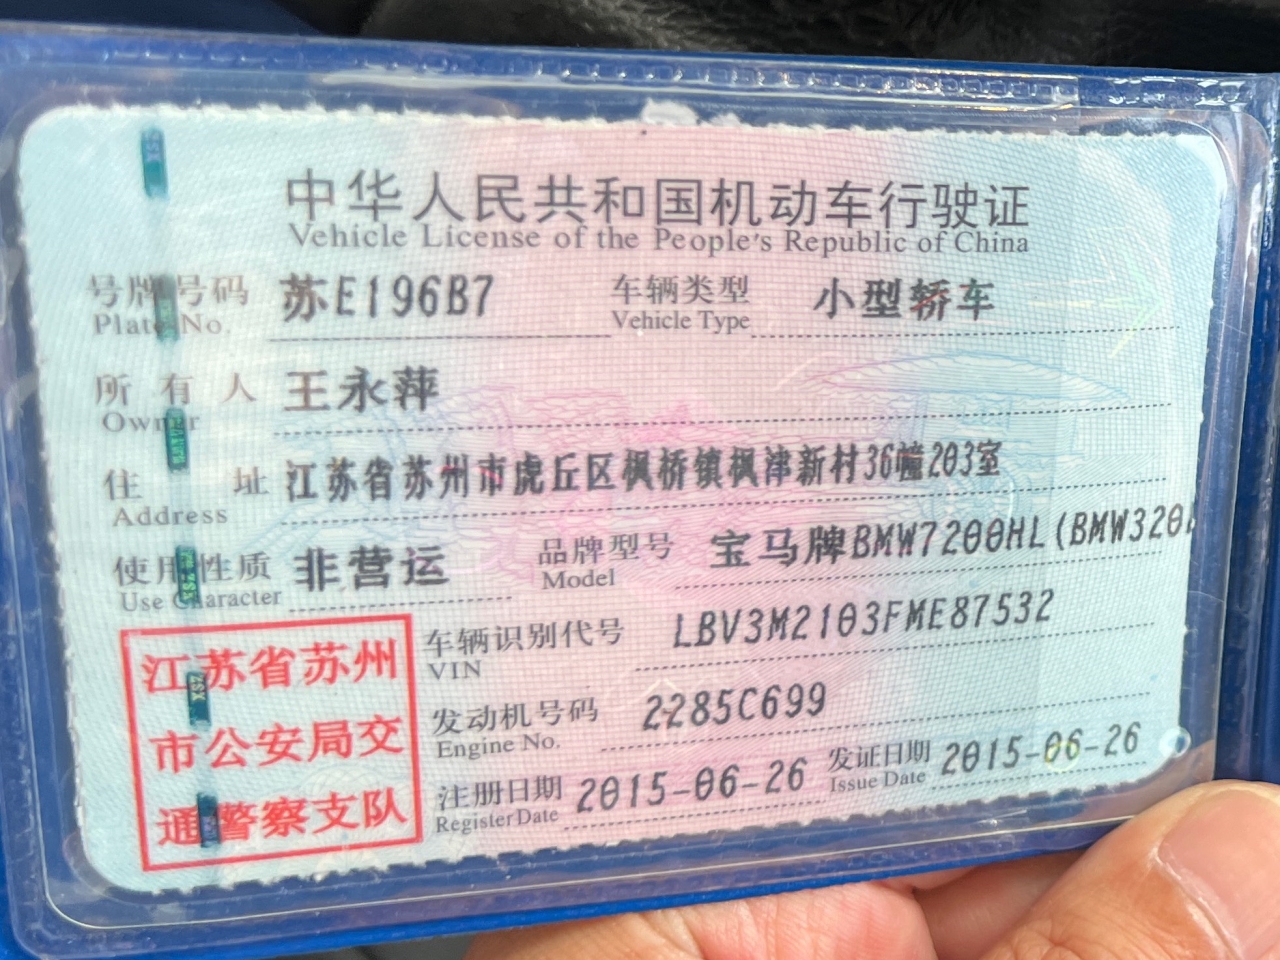 中华人民共和国机动车行驶证
Vehicle License of the People's Republic of China
号牌号码 苏E196B7 车辆类型 小型轿车
Plate No. Vehicle Type
所有人 王永萍
Owner
住址 江苏省苏州市虎丘区枫桥镇枫津新村36幢203室
Address
使用性质 非营运 品牌型号 宝马牌BMW7200HL(BMW320
Use Character Model
江苏省苏州
市公安局交
通警察支队
车辆识别代号 LBV3M2103FME87532
VIN
发动机号码 2285C699
Engine No.
注册日期 2015-06-26 发证日期 2015-06-26
Register Date Issue Date